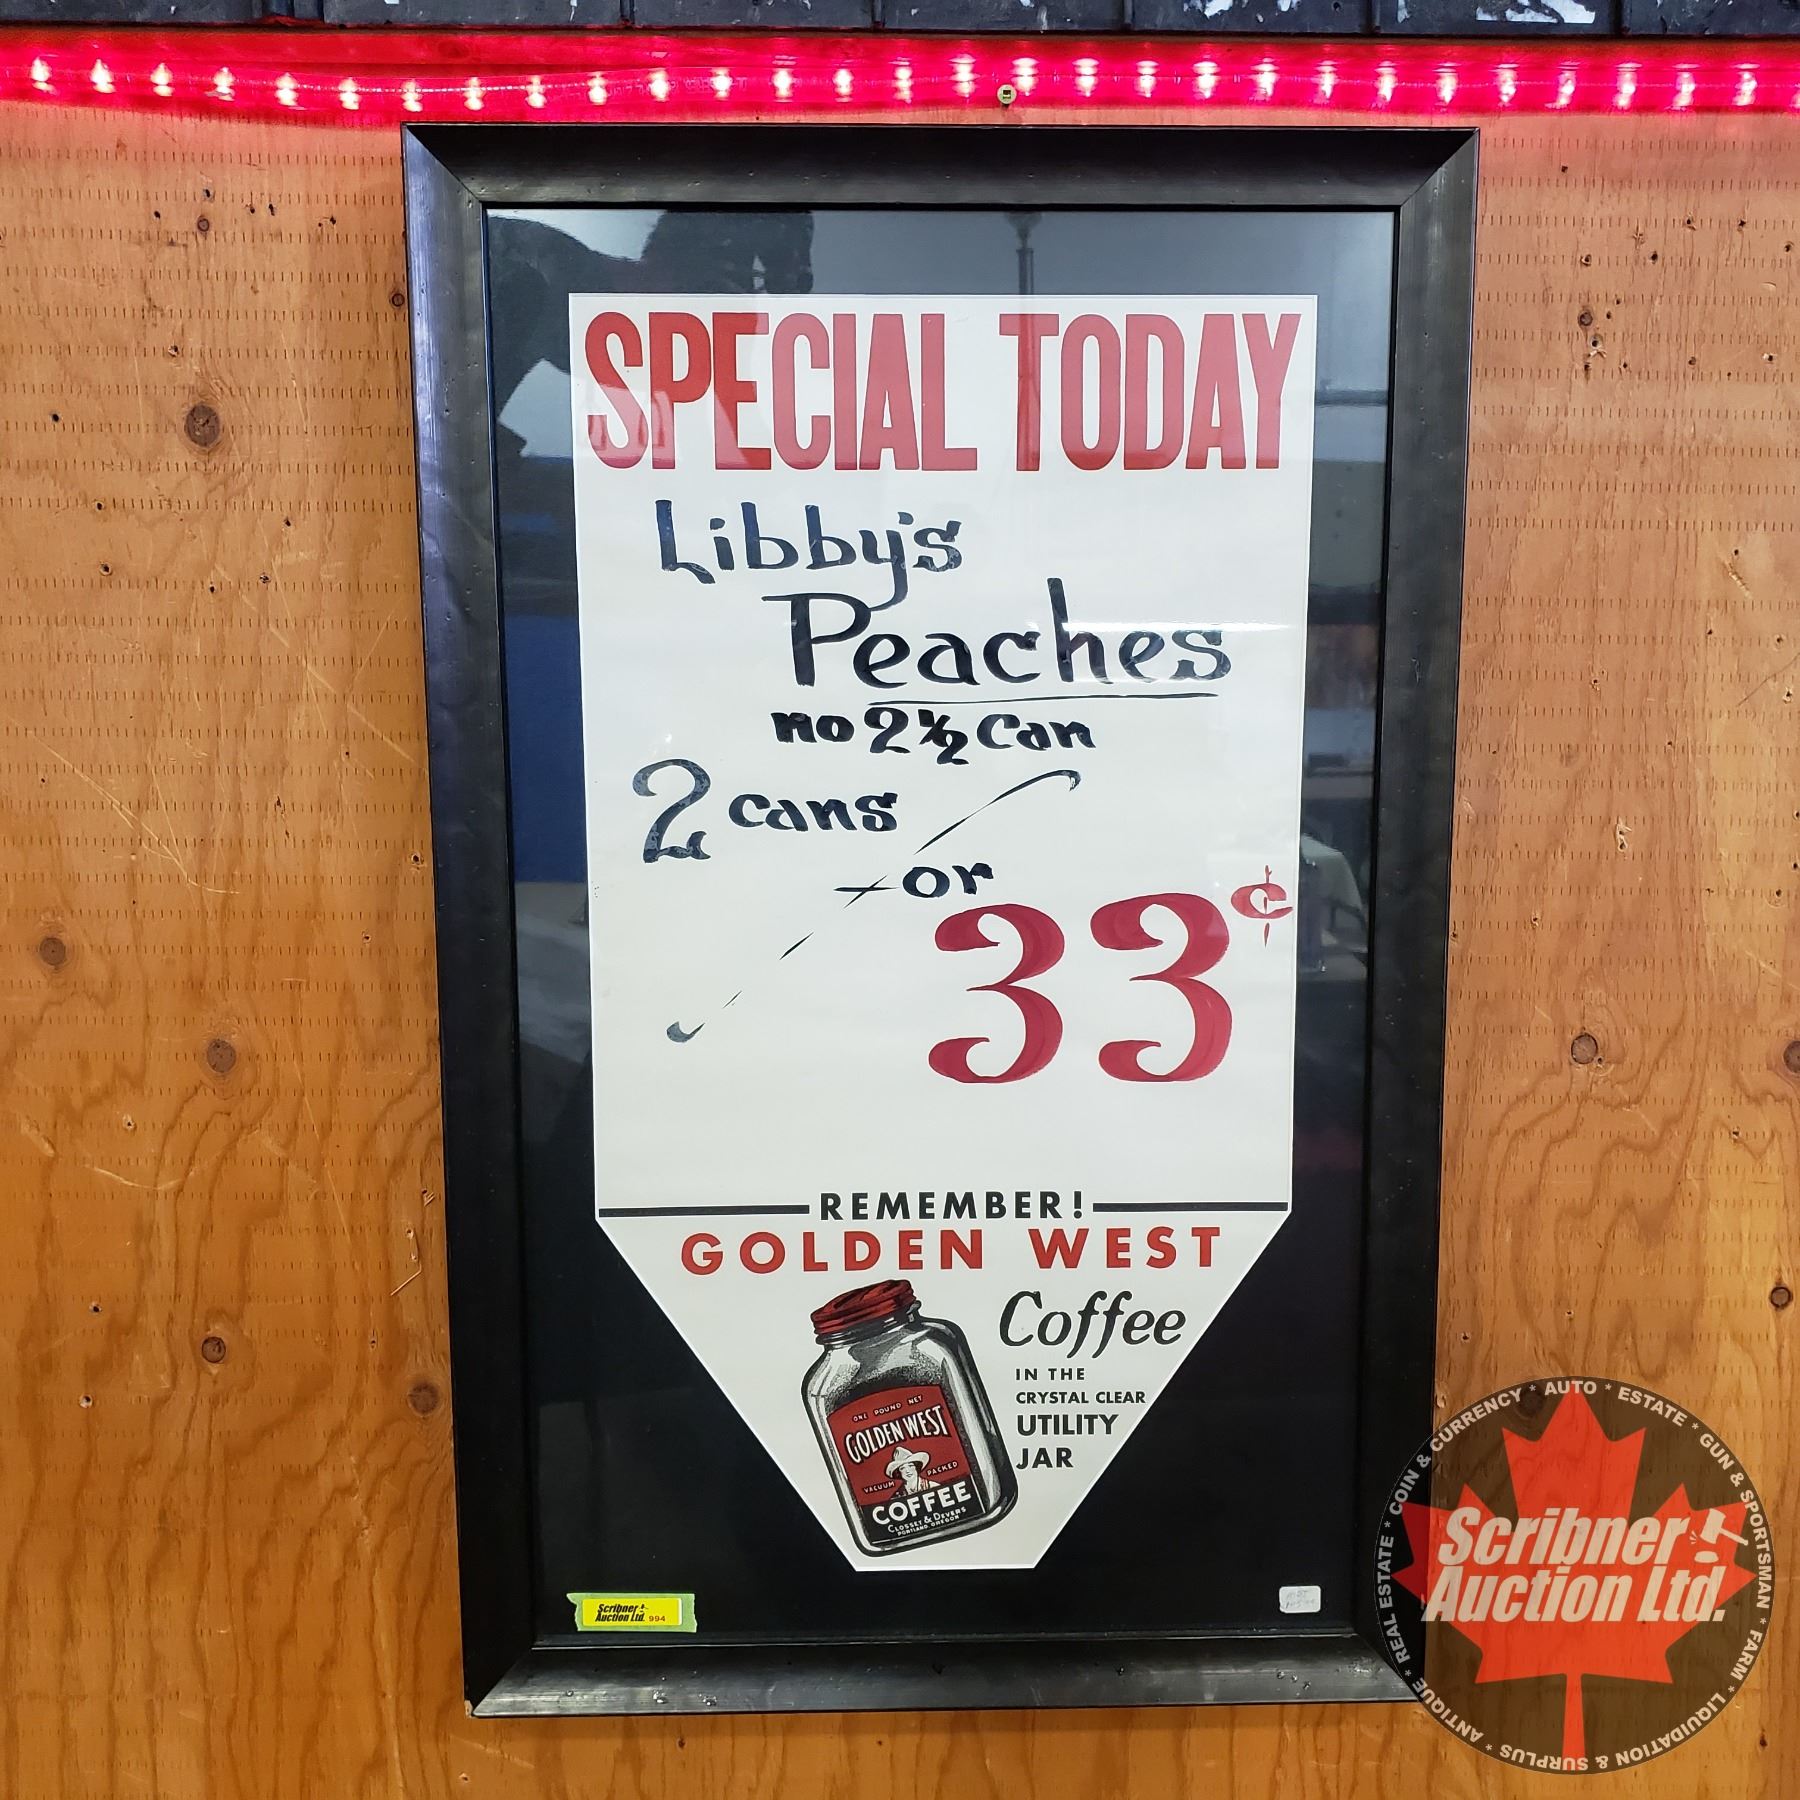 SPECIAL TODAY
Libby's
Peaches
no 2 1/2 Can
2 cans
for
33¢
REMEMBER!
GOLDEN WEST
Coffee
IN THE
CRYSTAL CLEAR
UTILITY
JAR
ONE POUND NET
GOLDEN WEST
VACUUM PACKED
COFFEE
CLOSSET & DEVERS
PORTLAND, OREGON
Scribner
Auction Ltd. 994
COIN & CURRENCY * AUTO * ESTATE * GUN & SPORTSMAN * FARM * LIQUIDATION & SURPLUS * ANTIQUE * REAL ESTATE *
Scribner
Auction Ltd.